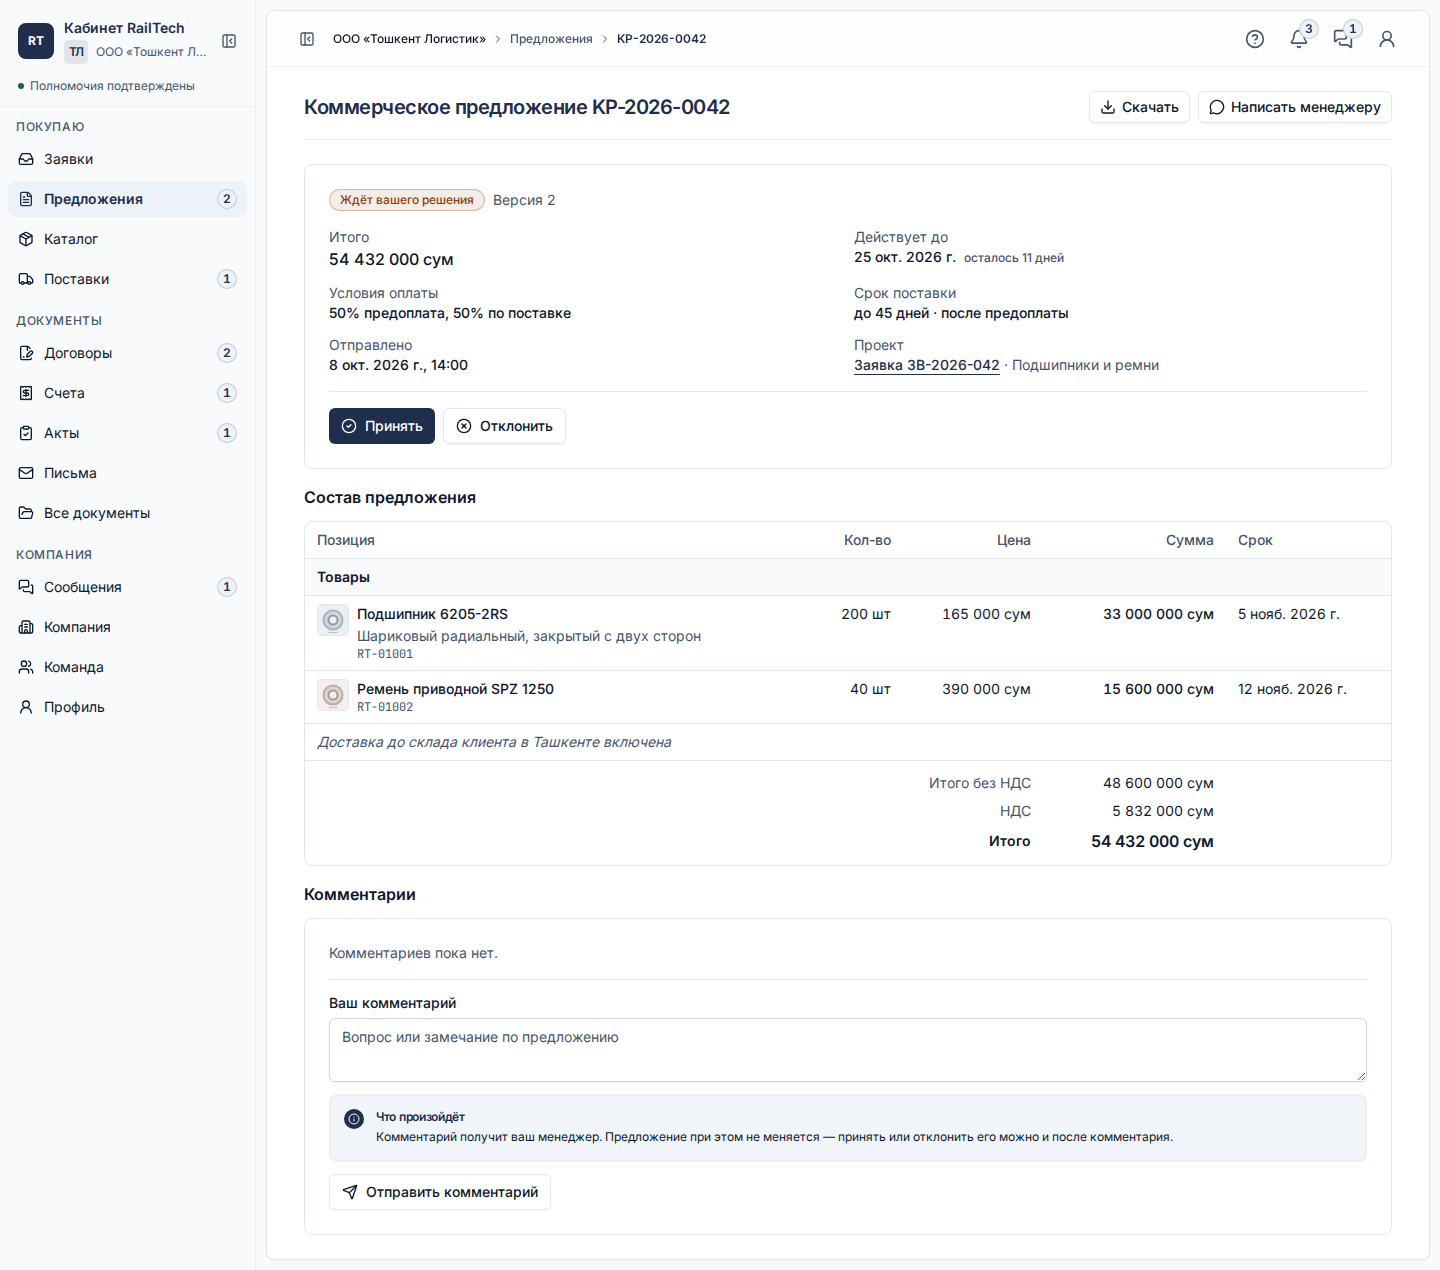 RT
Кабинет RailTech
ТЛ ООО «Тошкент Л...
Полномочия подтверждены
ПОКУПАЮ
Заявки
Предложения 2
Каталог
Поставки 1
ДОКУМЕНТЫ
Договоры 2
Счета 1
Акты 1
Письма
Все документы
КОМПАНИЯ
Сообщения 1
Компания
Команда
Профиль
ООО «Тошкент Логистик» > Предложения > KP-2026-0042
3 1
Коммерческое предложение KP-2026-0042
Скачать Написать менеджеру
Ждёт вашего решения Версия 2
Итого Действует до
54 432 000 сум 25 окт. 2026 г. осталось 11 дней
Условия оплаты Срок поставки
50% предоплата, 50% по поставке до 45 дней · после предоплаты
Отправлено Проект
8 окт. 2026 г., 14:00 Заявка ЗВ-2026-042 · Подшипники и ремни
Принять Отклонить
Состав предложения
Позиция Кол-во Цена Сумма Срок
Товары
Подшипник 6205-2RS 200 шт 165 000 сум 33 000 000 сум 5 нояб. 2026 г.
Шариковый радиальный, закрытый с двух сторон
RT-01001
Ремень приводной SPZ 1250 40 шт 390 000 сум 15 600 000 сум 12 нояб. 2026 г.
RT-01002
Доставка до склада клиента в Ташкенте включена
Итого без НДС 48 600 000 сум
НДС 5 832 000 сум
Итого 54 432 000 сум
Комментарии
Комментариев пока нет.
Ваш комментарий
Вопрос или замечание по предложению
Что произойдёт
Комментарий получит ваш менеджер. Предложение при этом не меняется — принять или отклонить его можно и после комментария.
Отправить комментарий